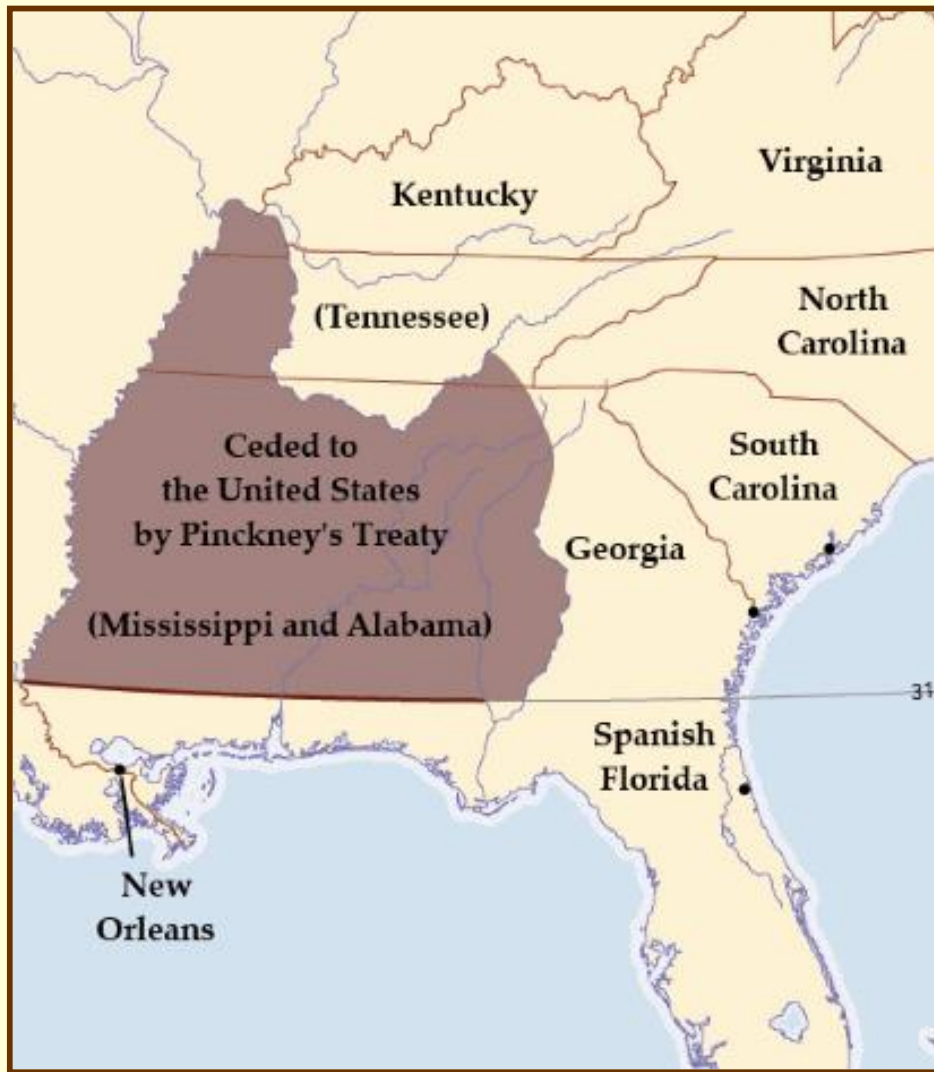 Virginia
Kentucky
North
Carolina
(Tennessee)
Ceded to
the United States
by Pinckney's Treaty
(Mississippi and Alabama)
South
Carolina
Georgia
31
Spanish
Florida
New
Orleans